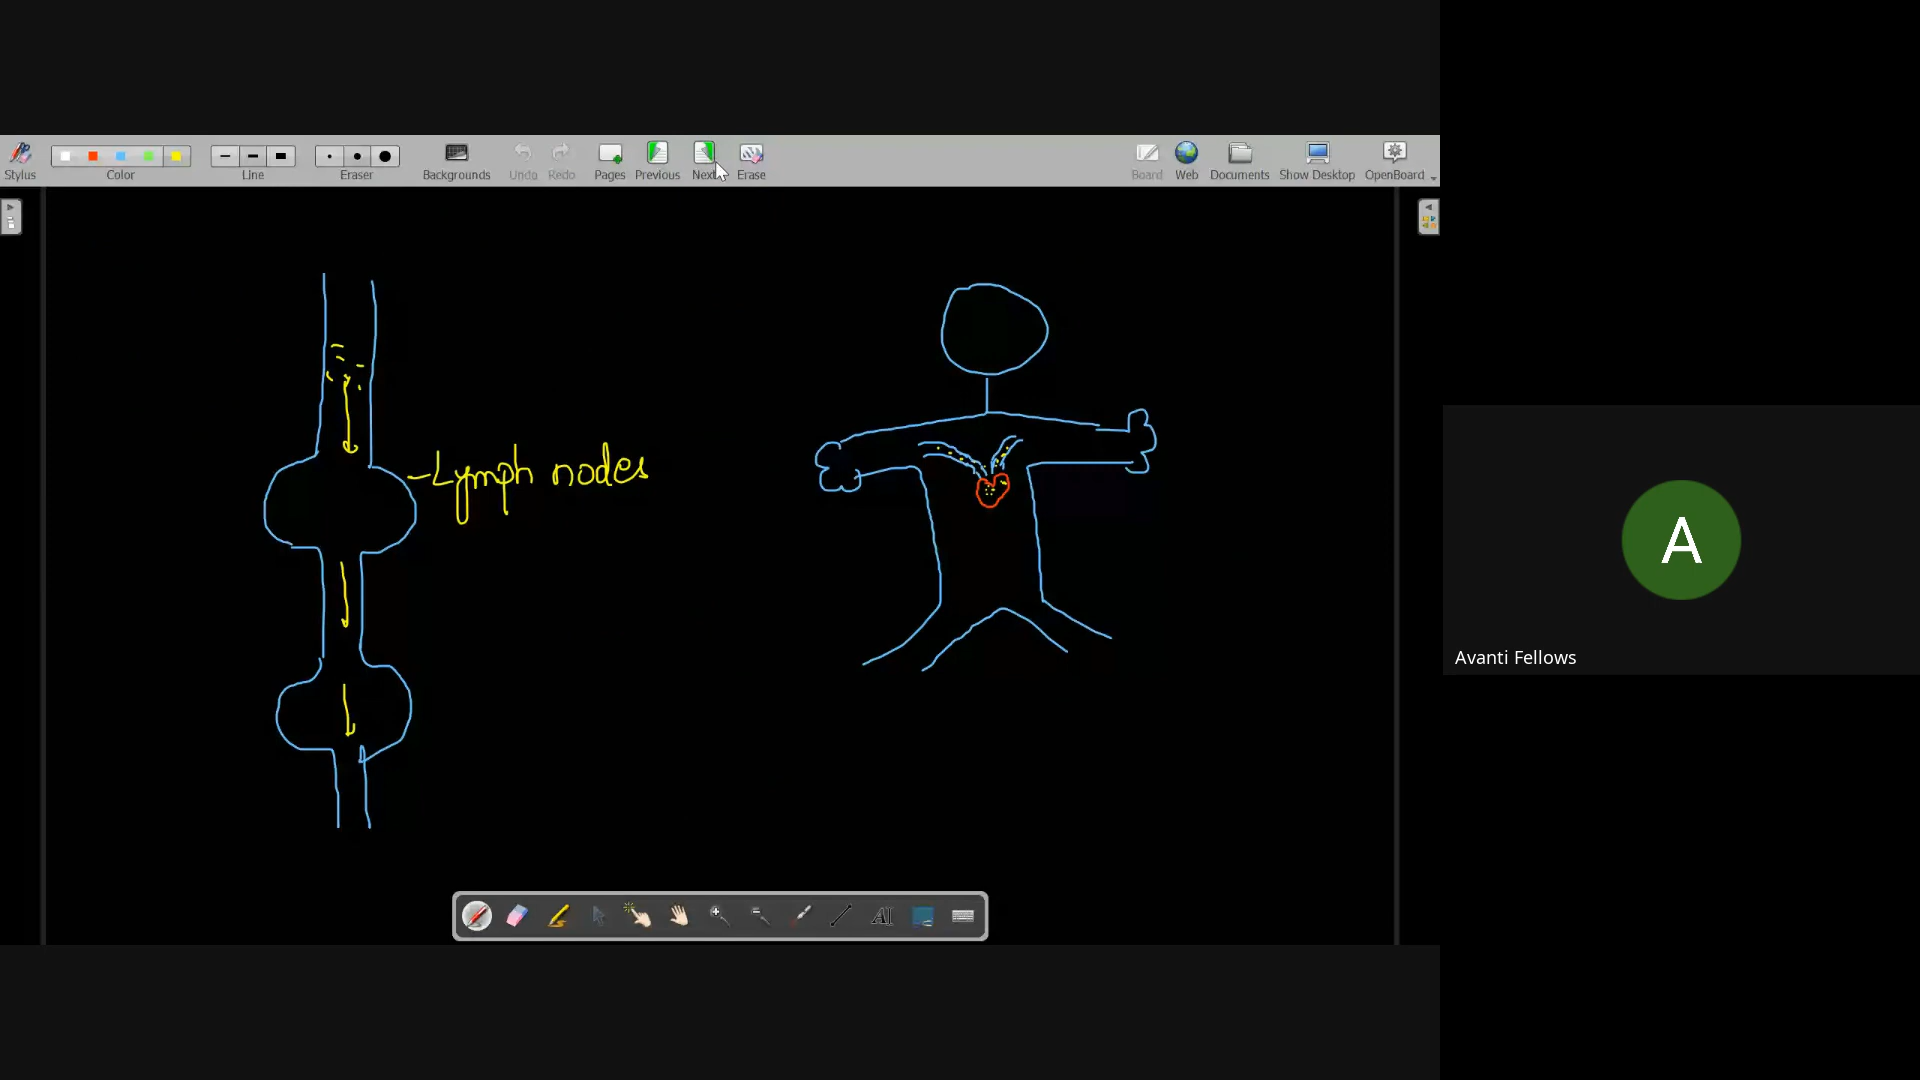 Stylus
Color
Line
Eraser
Backgrounds
Undo
Redo
Pages
Previous
Next
Erase
Board
Web
Documents
Show Desktop
OpenBoard
Lymph nodes
A
Avanti Fellows
AI